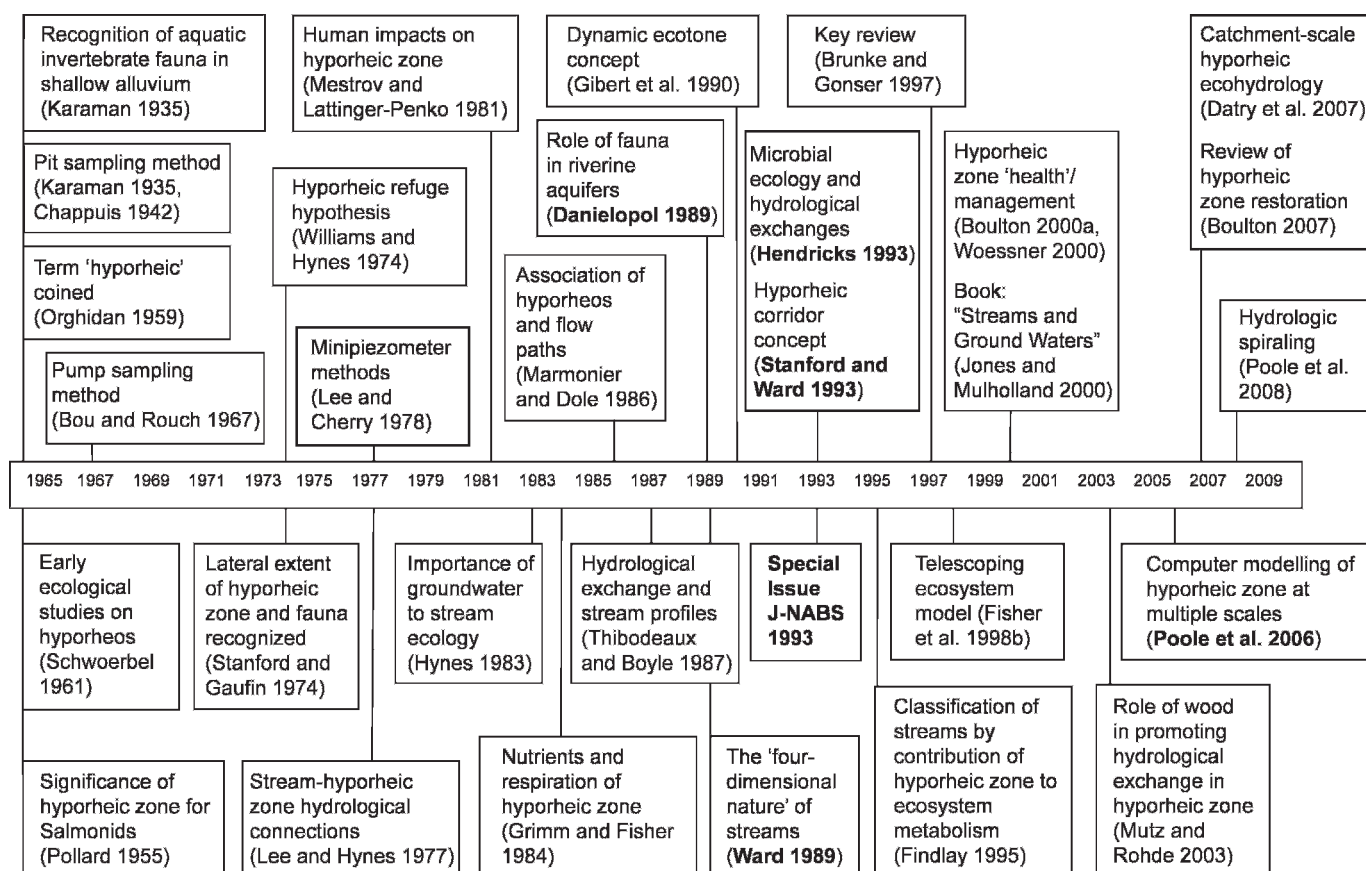 Recognition of aquatic
invertebrate fauna in
shallow alluvium
(Karaman 1935)
Pit sampling method
(Karaman 1935,
Chappuis 1942)
Term ‘hyporheic’
coined
(Orghidan 1959)
Pump sampling
method
(Bou and Rouch 1967)
Human impacts on
hyporheic zone
(Mestrov and
Lattinger-Penko 1981)
Hyporheic refuge
hypothesis
(Williams and
Hynes 1974)
Minipiezometer
methods
(Lee and
Cherry 1978)
Dynamic ecotone
concept
(Gibert et al. 1990)
Role of fauna
in riverine
aquifers
(Danielopol 1989)
Association of
hyporheos
and flow
paths
(Marmonier
and Dole 1986)
Key review
(Brunke and
Gonser 1997)
Microbial
ecology and
hydrological
exchanges
(Hendricks 1993)
Hyporheic
corridor
concept
(Stanford and
Ward 1993)
Hyporheic
zone ‘health’/
management
(Boulton 2000a,
Woessner 2000)
Book:
“Streams and
Ground Waters”
(Jones and
Mulholland 2000)
Catchment-scale
hyporheic
ecohydrology
(Datry et al. 2007)
Review of
hyporheic
zone restoration
(Boulton 2007)
Hydrologic
spiraling
(Poole et al.
2008)
1965 1967 1969 1971 1973 1975 1977 1979 1981 1983 1985 1987 1989 1991 1993 1995 1997 1999 2001 2003 2005 2007 2009
Early
ecological
studies on
hyporheos
(Schwoerbel
1961)
Significance of
hyporheic zone for
Salmonids
(Pollard 1955)
Lateral extent
of hyporheic
zone and fauna
recognized
(Stanford and
Gaufin 1974)
Stream-hyporheic
zone hydrological
connections
(Lee and Hynes 1977)
Importance of
groundwater
to stream
ecology
(Hynes 1983)
Nutrients and
respiration of
hyporheic zone
(Grimm and Fisher
1984)
Hydrological
exchange and
stream profiles
(Thibodeaux
and Boyle 1987)
The ‘four-
dimensional
nature’ of
streams
(Ward 1989)
Special
Issue
J-NABS
1993
Telescoping
ecosystem
model (Fisher
et al. 1998b)
Classification of
streams by
contribution of
hyporheic zone to
ecosystem
metabolism
(Findlay 1995)
Computer modelling of
hyporheic zone at
multiple scales
(Poole et al. 2006)
Role of wood
in promoting
hydrological
exchange in
hyporheic zone
(Mutz and
Rohde 2003)